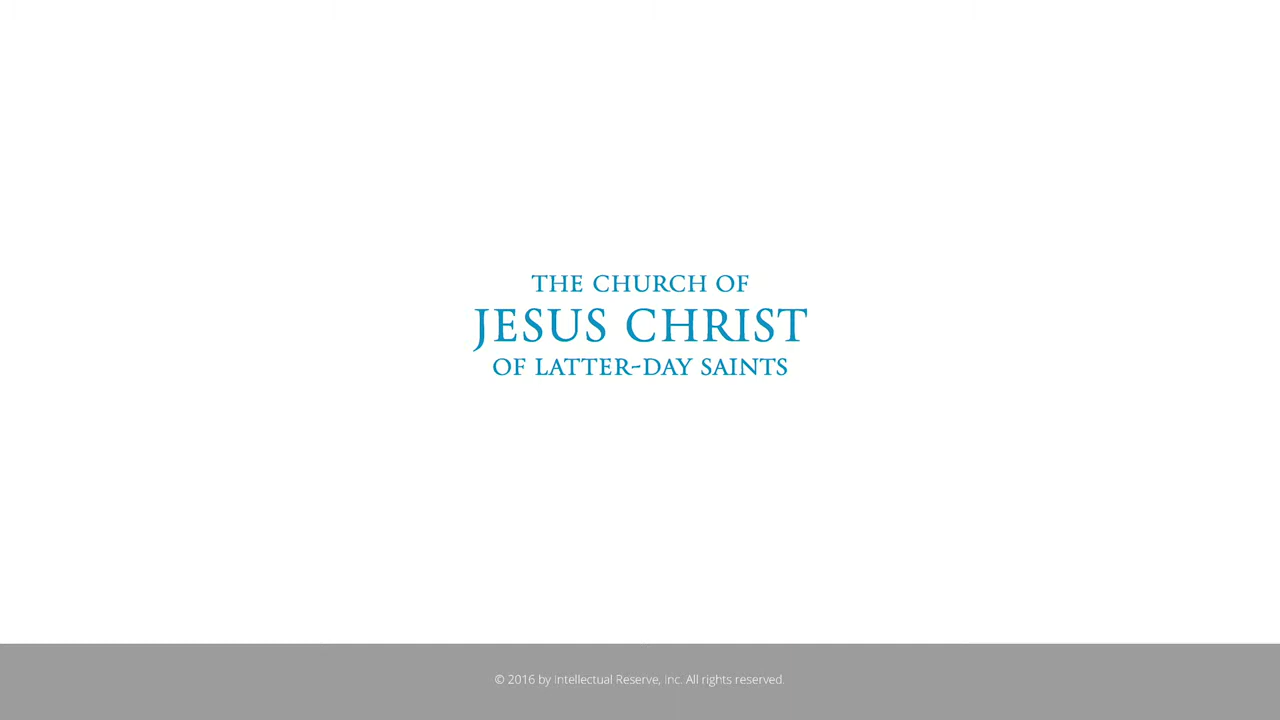 THE CHURCH OF
JESUS CHRIST
OF LATTER-DAY SAINTS
© 2016 by Intellectual Reserve, Inc. All rights reserved.